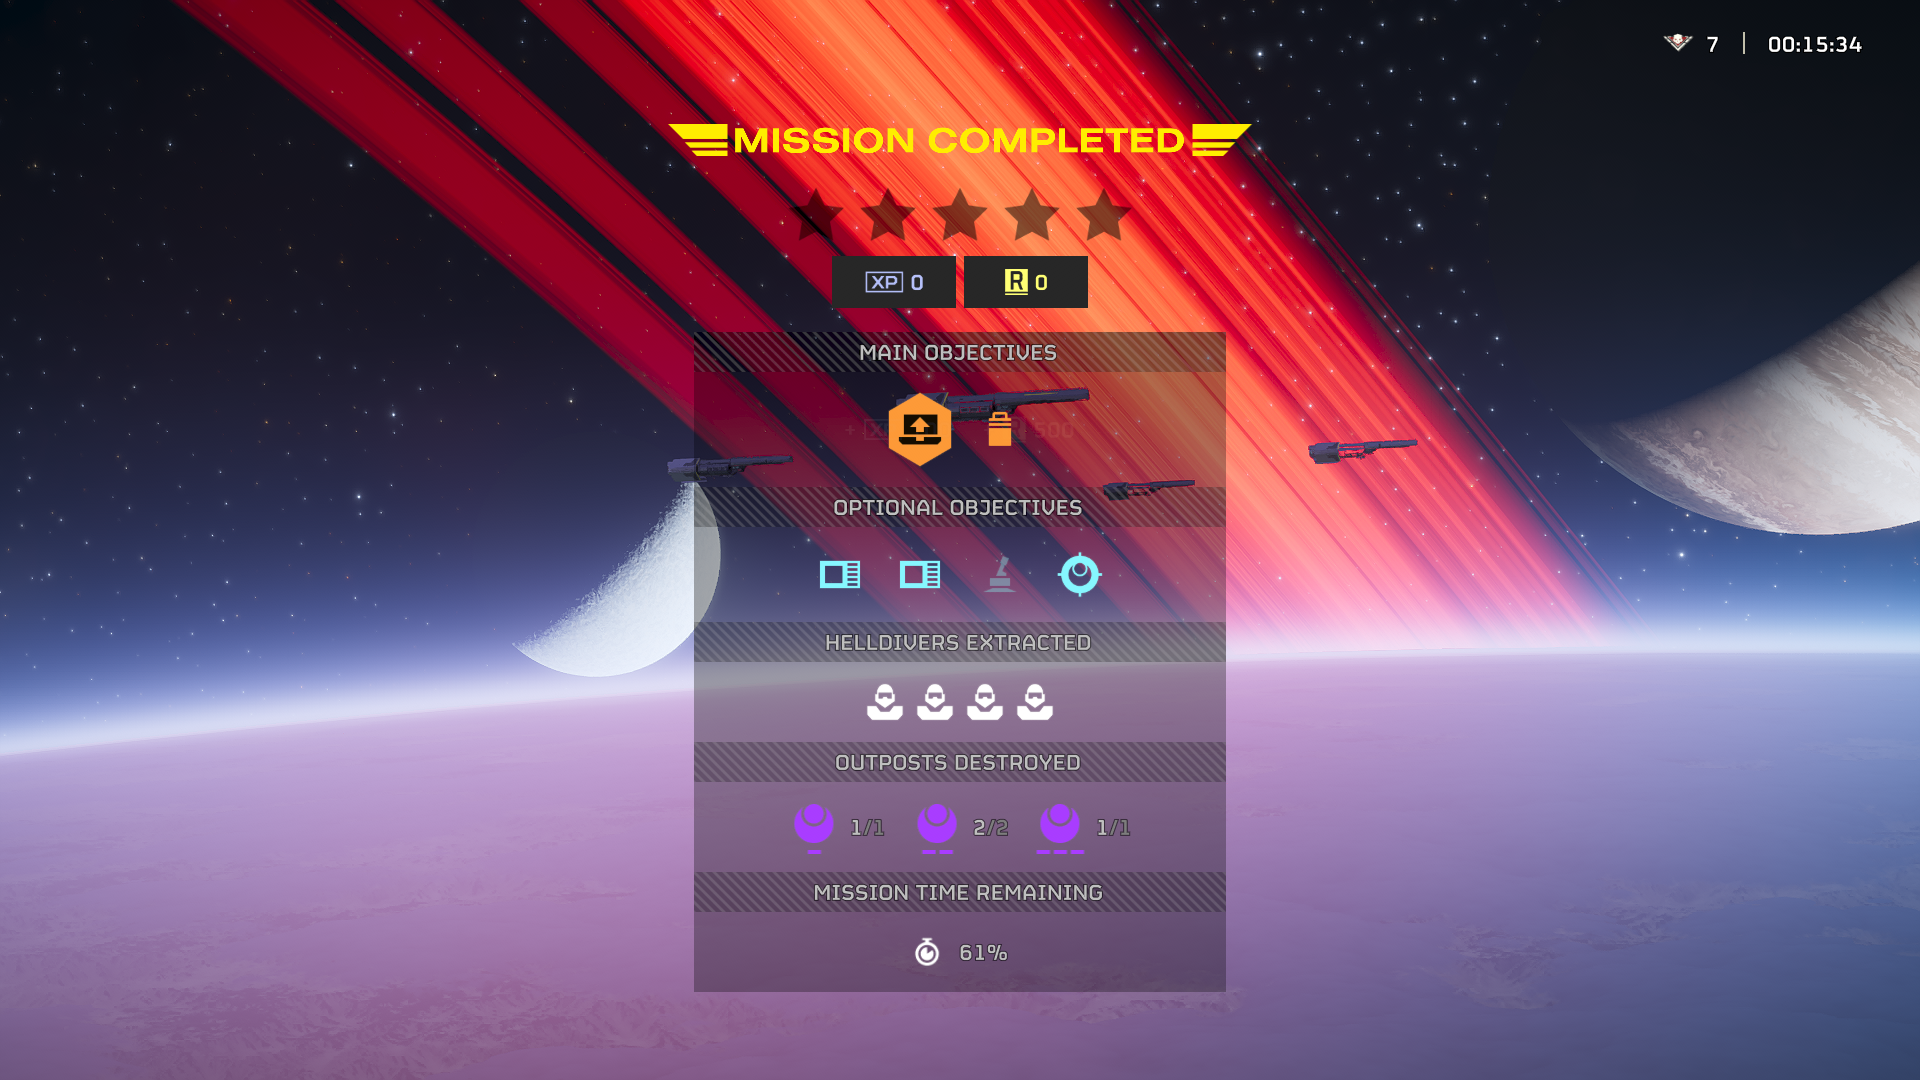 7 | 00:15:34
MISSION COMPLETED
XP 0 R 0
MAIN OBJECTIVES
500
OPTIONAL OBJECTIVES
HELLDIVERS EXTRACTED
OUTPOSTS DESTROYED
1/1 2/2 1/1
MISSION TIME REMAINING
61%